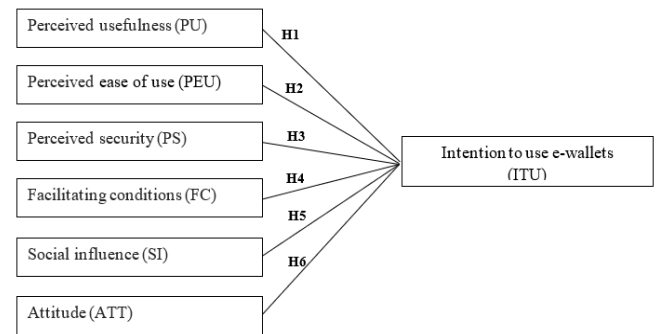 Perceived usefulness (PU)
H1
Perceived ease of use (PEU)
H2
Perceived security (PS)
H3
Intention to use e-wallets
(ITU)
Facilitating conditions (FC)
H4
H5
Social influence (SI)
H6
Attitude (ATT)